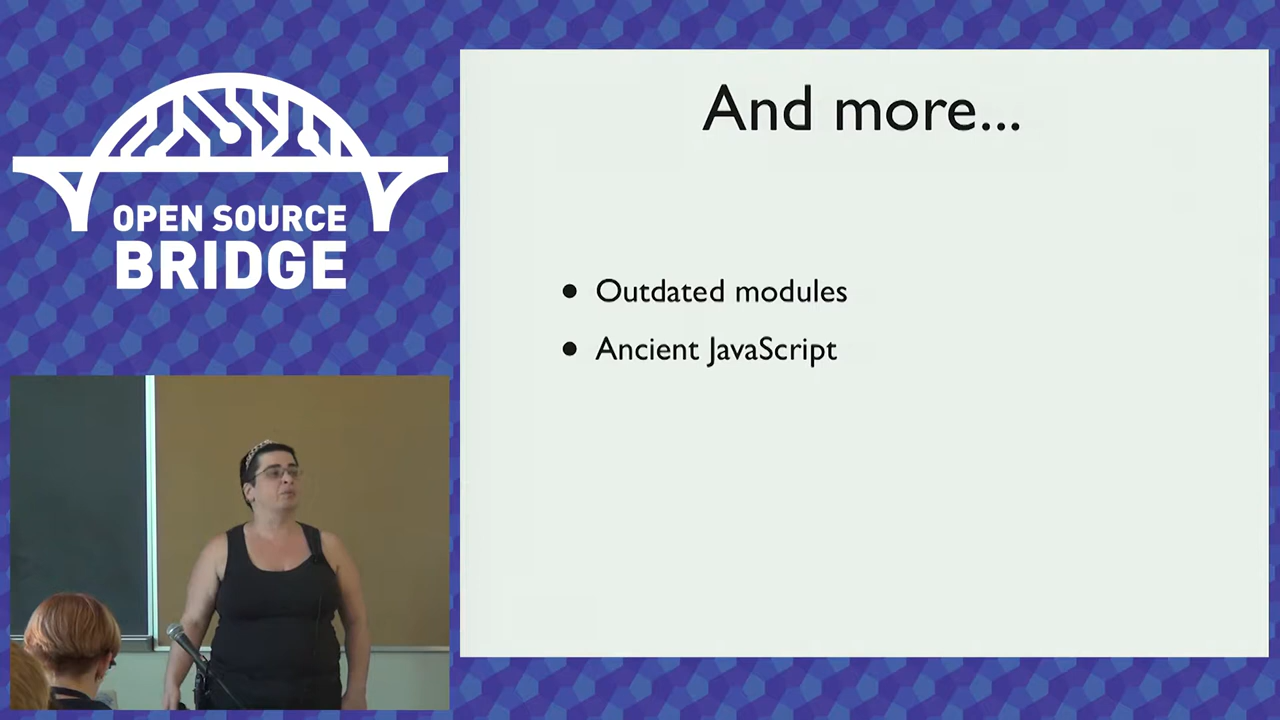 OPEN SOURCE
BRIDGE
And more...
• Outdated modules
• Ancient JavaScript